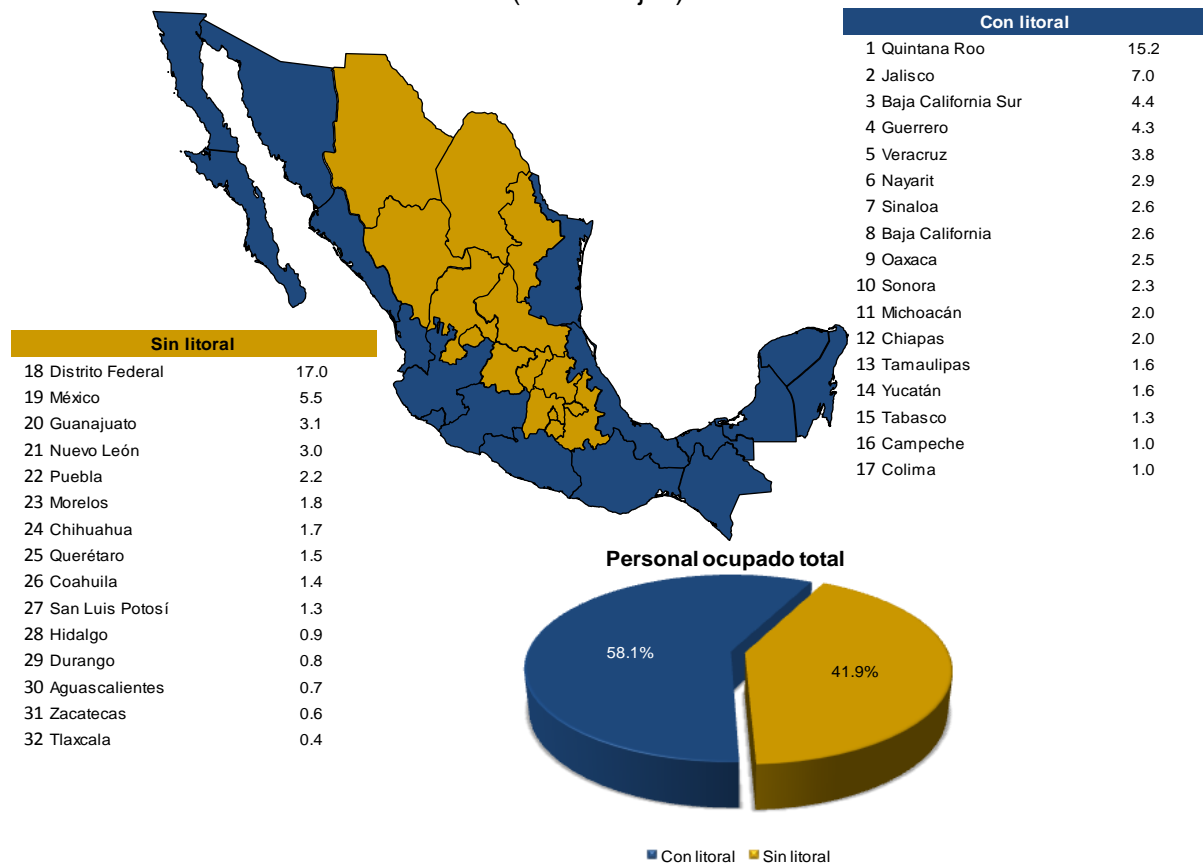 Con litoral
1 Quintana Roo 15.2
2 Jalisco 7.0
3 Baja California Sur 4.4
4 Guerrero 4.3
5 Veracruz 3.8
6 Nayarit 2.9
7 Sinaloa 2.6
8 Baja California 2.6
9 Oaxaca 2.5
10 Sonora 2.3
11 Michoacán 2.0
12 Chiapas 2.0
13 Tamaulipas 1.6
14 Yucatán 1.6
15 Tabasco 1.3
16 Campeche 1.0
17 Colima 1.0
Sin litoral
18 Distrito Federal 17.0
19 México 5.5
20 Guanajuato 3.1
21 Nuevo León 3.0
22 Puebla 2.2
23 Morelos 1.8
24 Chihuahua 1.7
25 Querétaro 1.5
26 Coahuila 1.4
27 San Luis Potosí 1.3
28 Hidalgo 0.9
29 Durango 0.8
30 Aguascalientes 0.7
31 Zacatecas 0.6
32 Tlaxcala 0.4
Personal ocupado total
58.1%
41.9%
Con litoral Sin litoral